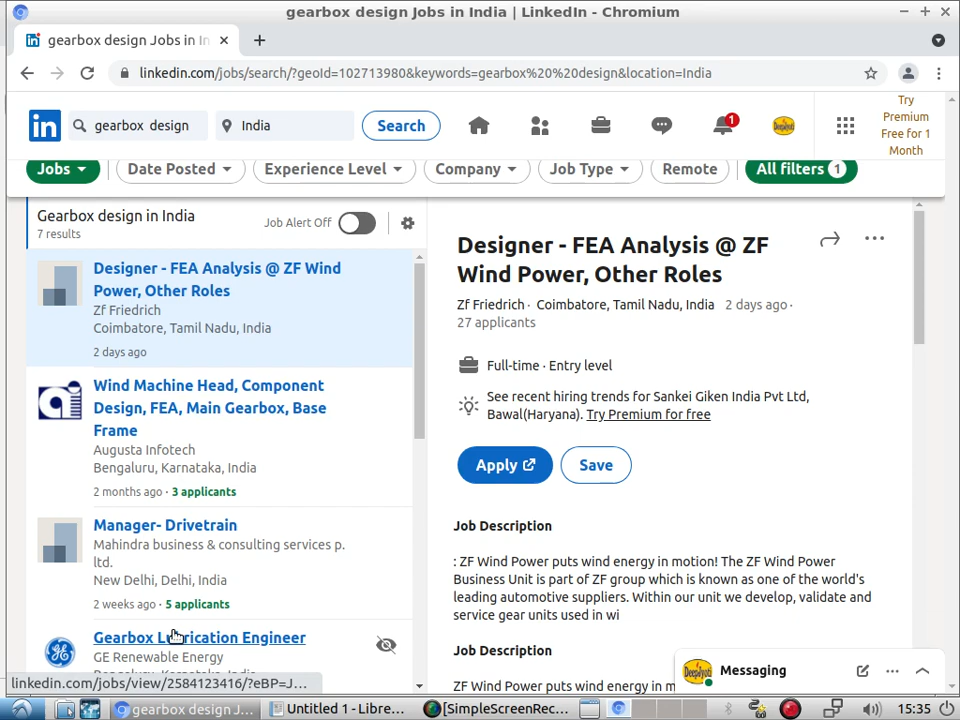 gearbox design Jobs in India | LinkedIn - Chromium
in gearbox design Jobs in In
linkedin.com/jobs/search/?geoId=102713980&keywords=gearbox%20%20design&location=India
in gearbox design India Search 1
Try Premium Free for 1 Month
Jobs Date Posted Experience Level Company Job Type Remote All filters 1
Gearbox design in India
7 results
Job Alert Off
Designer - FEA Analysis @ ZF Wind
Power, Other Roles
Zf Friedrich
Coimbatore, Tamil Nadu, India
2 days ago
Wind Machine Head, Component
Design, FEA, Main Gearbox, Base
Frame
Augusta Infotech
Bengaluru, Karnataka, India
2 months ago · 3 applicants
Manager- Drivetrain
Mahindra business & consulting services p.
ltd.
New Delhi, Delhi, India
2 weeks ago · 5 applicants
Gearbox Lubrication Engineer
GE Renewable Energy
Bengaluru, Karnataka, India
linkedin.com/jobs/view/2584123416/?eBP=J...
Designer - FEA Analysis @ ZF
Wind Power, Other Roles
Zf Friedrich · Coimbatore, Tamil Nadu, India 2 days ago ·
27 applicants
Full-time · Entry level
See recent hiring trends for Sankei Giken India Pvt Ltd,
Bawal(Haryana). Try Premium for free
Apply Save
Job Description
: ZF Wind Power puts wind energy in motion! The ZF Wind Power
Business Unit is part of ZF group which is known as one of the world's
leading automotive suppliers. Within our unit we develop, validate and
service gear units used in wi
Job Description
ZF Wind Power puts wind energy in m
Messaging
gearbox design J... Untitled 1 - Libre... [SimpleScreenRec... 15:35